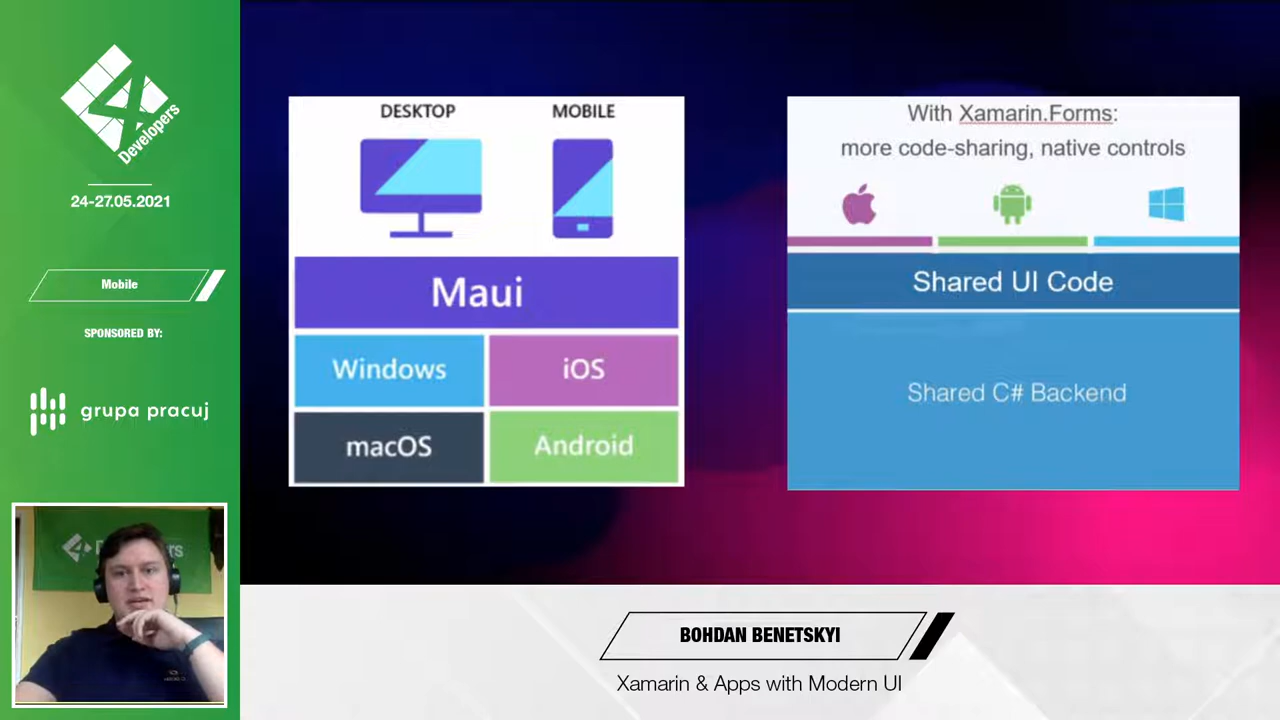 4
Developers
24-27.05.2021
Mobile
SPONSORED BY:
grupa pracuj
DESKTOP
MOBILE
Maui
Windows
iOS
macOS
Android
With Xamarin.Forms:
more code-sharing, native controls
Shared UI Code
Shared C# Backend
BOHDAN BENETSKYI
Xamarin & Apps with Modern UI